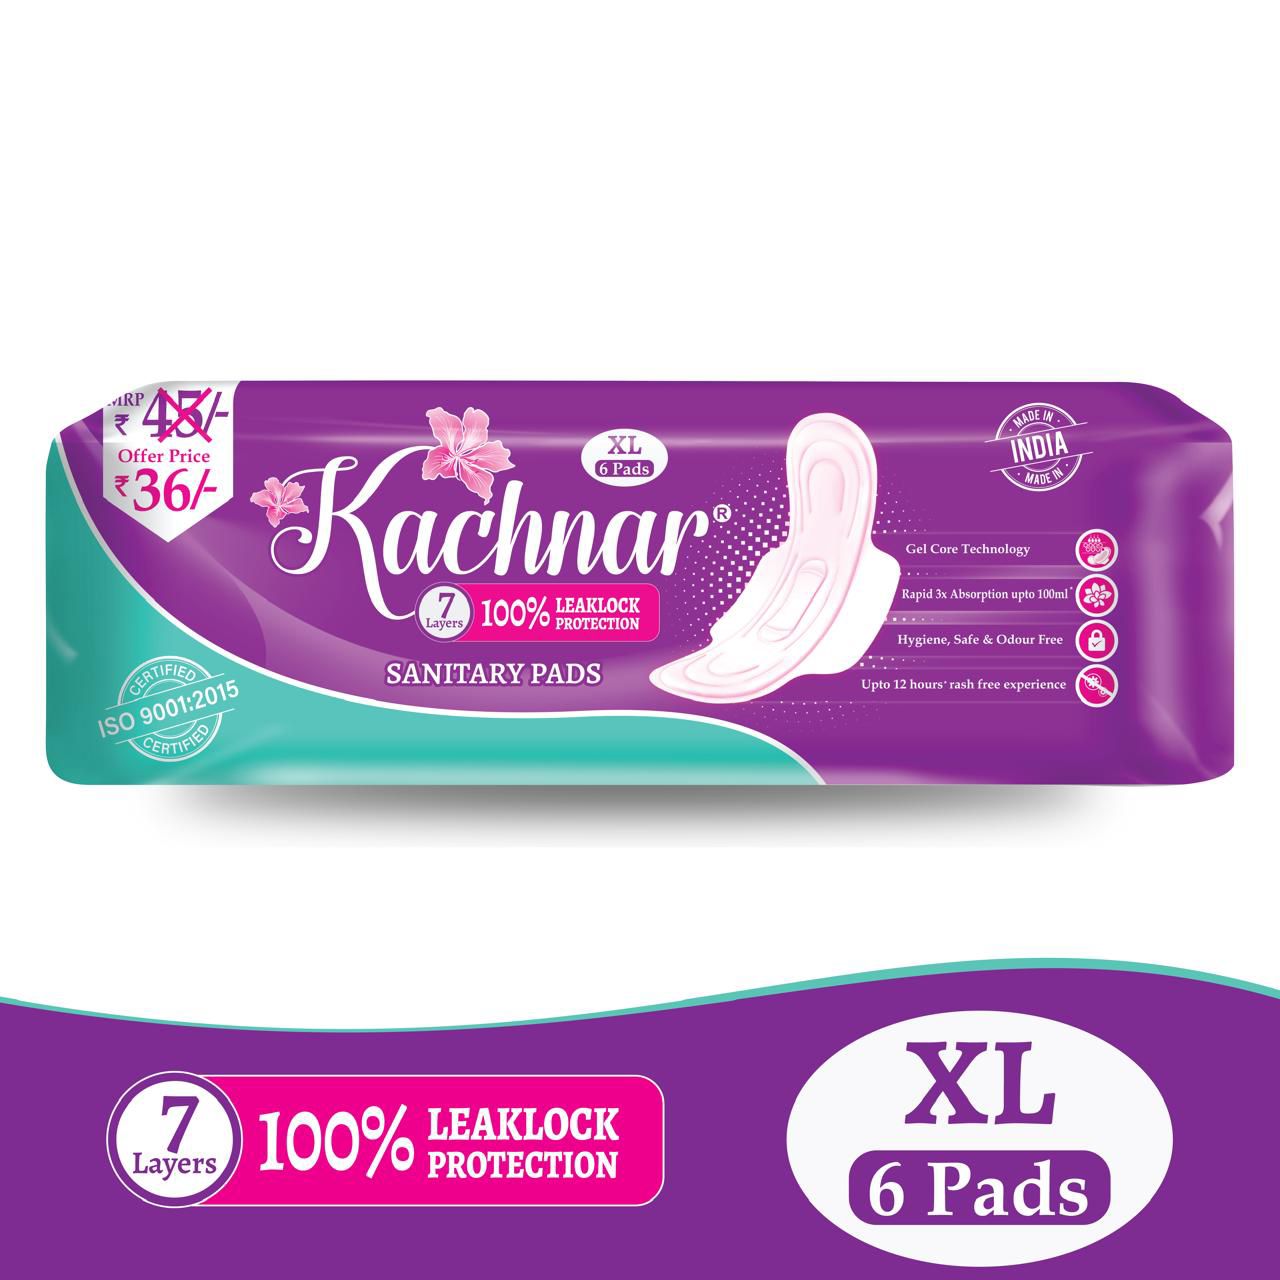 MRP
₹ 45/-
Offer Price
₹ 36/-
Kachnar®
XL
6 Pads
MADE IN
INDIA
MADE IN
7
Layers
100% LEAKLOCK
PROTECTION
SANITARY PADS
Gel Core Technology
Rapid 3x Absorption upto 100ml*
Hygiene, Safe & Odour Free
Upto 12 hours* rash free experience
CERTIFIED
ISO 9001:2015
CERTIFIED
7
Layers
100% LEAKLOCK
PROTECTION
XL
6 Pads